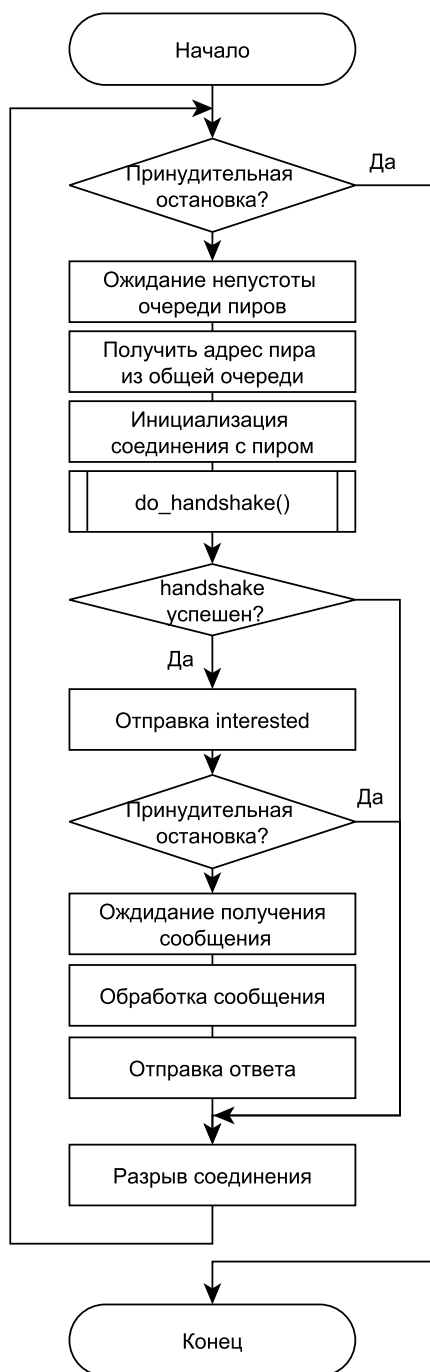 Начало
Да
Принудительная
остановка?
Ожидание непустоты
очереди пиров
Получить адрес пира
из общей очереди
Инициализация
соединения с пиром
do_handshake()
handshake
успешен?
Да
Отправка interested
Да
Принудительная
остановка?
Ождидание получения
сообщения
Обработка сообщения
Отправка ответа
Разрыв соединения
Конец